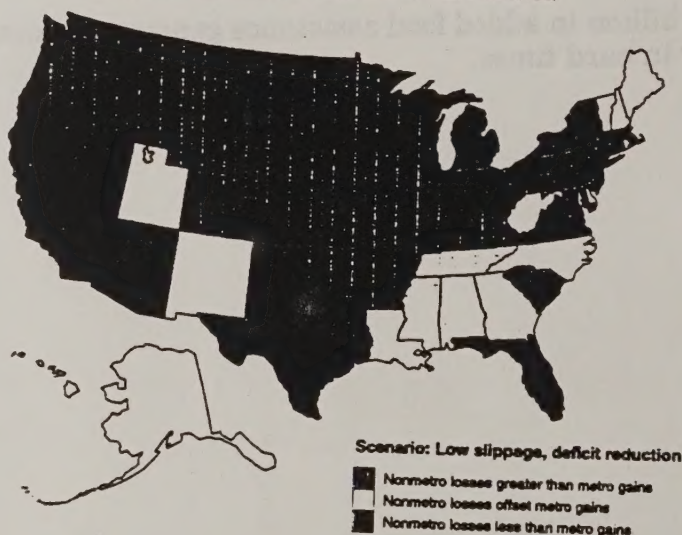 Scenario: Low slippage, deficit reduction
Nonmetro losses greater than metro gains
Nonmetro losses offset metro gains
Nonmetro losses less than metro gains